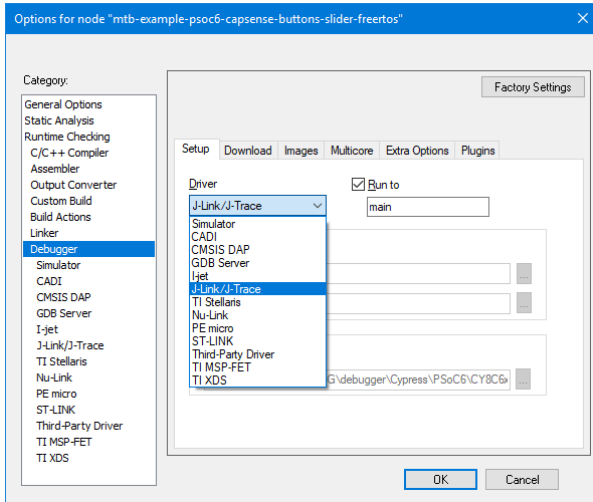 Options for node "mtb-example-psoc6-capsense-buttons-slider-freertos"
Category:
Factory Settings
General Options
Static Analysis
Runtime Checking
C/C++ Compiler
Assembler
Output Converter
Custom Build
Build Actions
Linker
Debugger
Simulator
CADI
CMSIS DAP
GDB Server
I-jet
J-Link/J-Trace
TI Stellaris
Nu-Link
PE micro
ST-LINK
Third-Party Driver
TI MSP-FET
TI XDS
Setup Download Images Multicore Extra Options Plugins
Driver
Run to
J-Link/J-Trace
main
Simulator
CADI
CMSIS DAP
GDB Server
I-jet
J-Link/J-Trace
TI Stellaris
Nu-Link
PE micro
ST-LINK
Third-Party Driver
TI MSP-FET
TI XDS
...
...
G\debugger\Cypress\PSoC6\CY8C6
...
OK Cancel